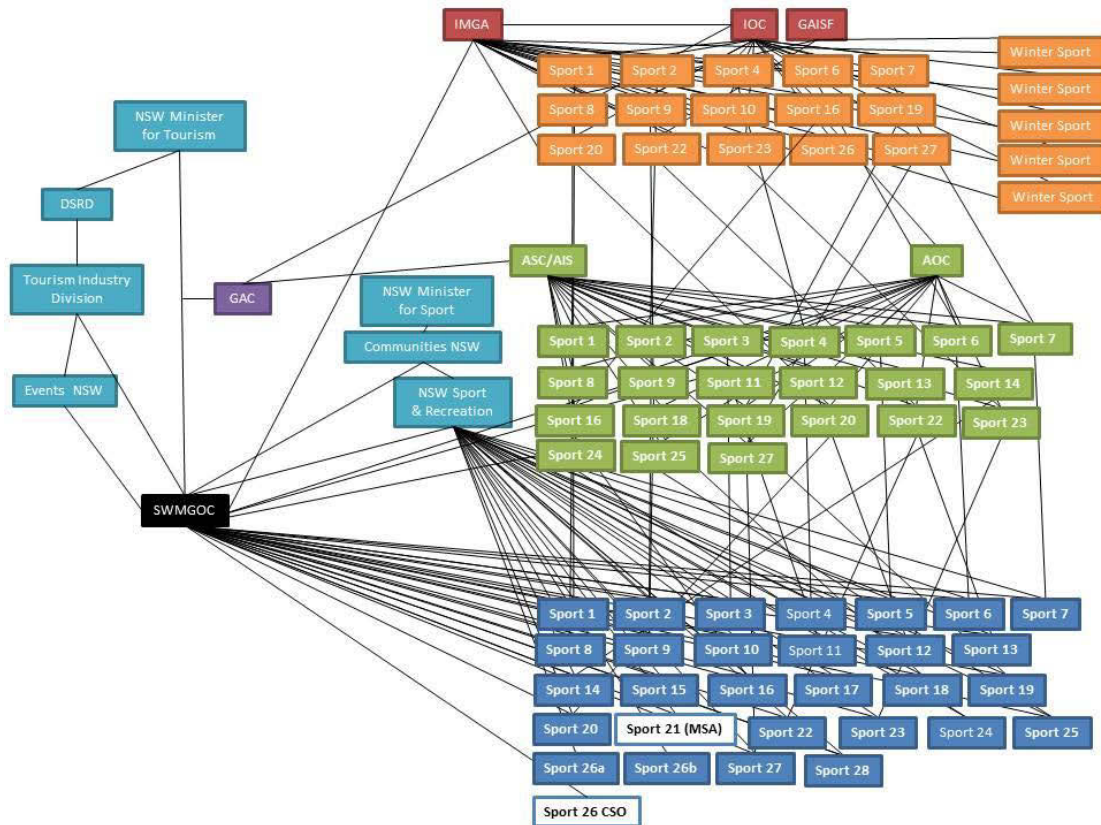 IMGA
IOC
GAISF
Sport 1
Sport 2
Sport 4
Sport 6
Sport 7
Winter Sport
Winter Sport
Sport 8
Sport 9
Sport 10
Sport 16
Sport 19
Winter Sport
Sport 20
Sport 22
Sport 23
Sport 26
Sport 27
Winter Sport
Winter Sport
NSW Minister
for Tourism
DSRD
Tourism Industry
Division
Events NSW
GAC
ASC/AIS
AOC
NSW Minister
for Sport
Communities NSW
NSW Sport
& Recreation
SWMGOC
Sport 1
Sport 2
Sport 3
Sport 4
Sport 5
Sport 6
Sport 7
Sport 8
Sport 9
Sport 11
Sport 12
Sport 13
Sport 14
Sport 16
Sport 18
Sport 19
Sport 20
Sport 22
Sport 23
Sport 24
Sport 25
Sport 27
Sport 1
Sport 2
Sport 3
Sport 4
Sport 5
Sport 6
Sport 7
Sport 8
Sport 9
Sport 10
Sport 11
Sport 12
Sport 13
Sport 14
Sport 15
Sport 16
Sport 17
Sport 18
Sport 19
Sport 20
Sport 21 (MSA)
Sport 22
Sport 23
Sport 24
Sport 25
Sport 26a
Sport 26b
Sport 27
Sport 28
Sport 26 CSO